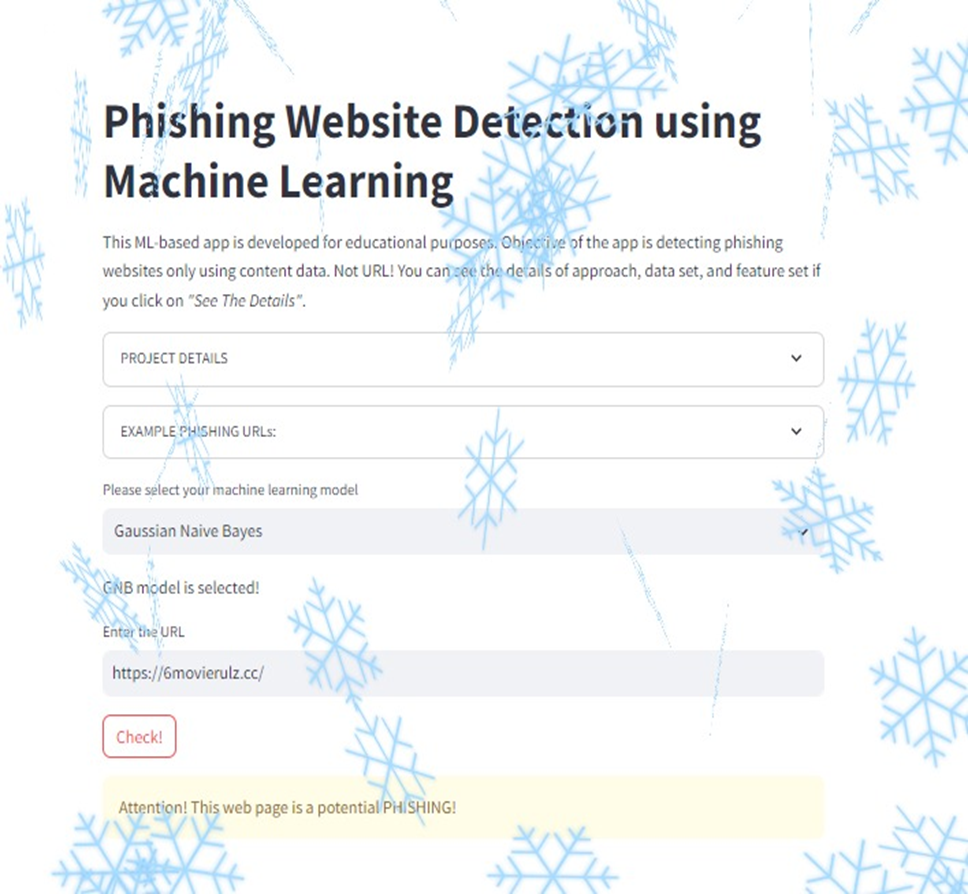 Phishing Website Detection using
Machine Learning
This ML-based app is developed for educational purposes. Objective of the app is detecting phishing
websites only using content data. Not URL! You can see the details of approach, data set, and feature set if
you click on "See The Details".
PROJECT DETAILS
EXAMPLE PHISHING URLs:
Please select your machine learning model
Gaussian Naive Bayes
GNB model is selected!
Enter the URL
https://6movierulz.cc/
Check!
Attention! This web page is a potential PHISHING!